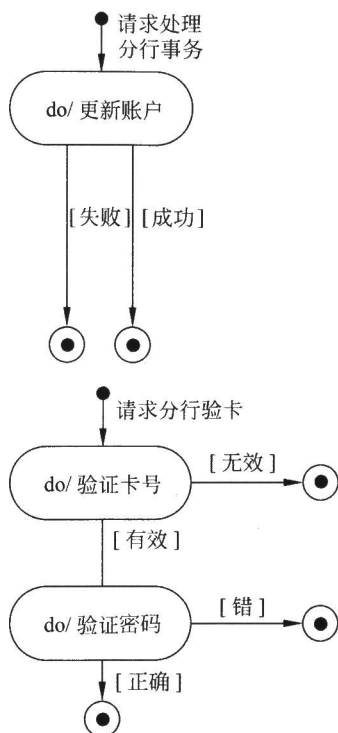 请求处理
分行事务
do/ 更新账户
[失败]
[成功]
请求分行验卡
do/ 验证卡号
[无效]
[有效]
do/ 验证密码
[错]
[正确]